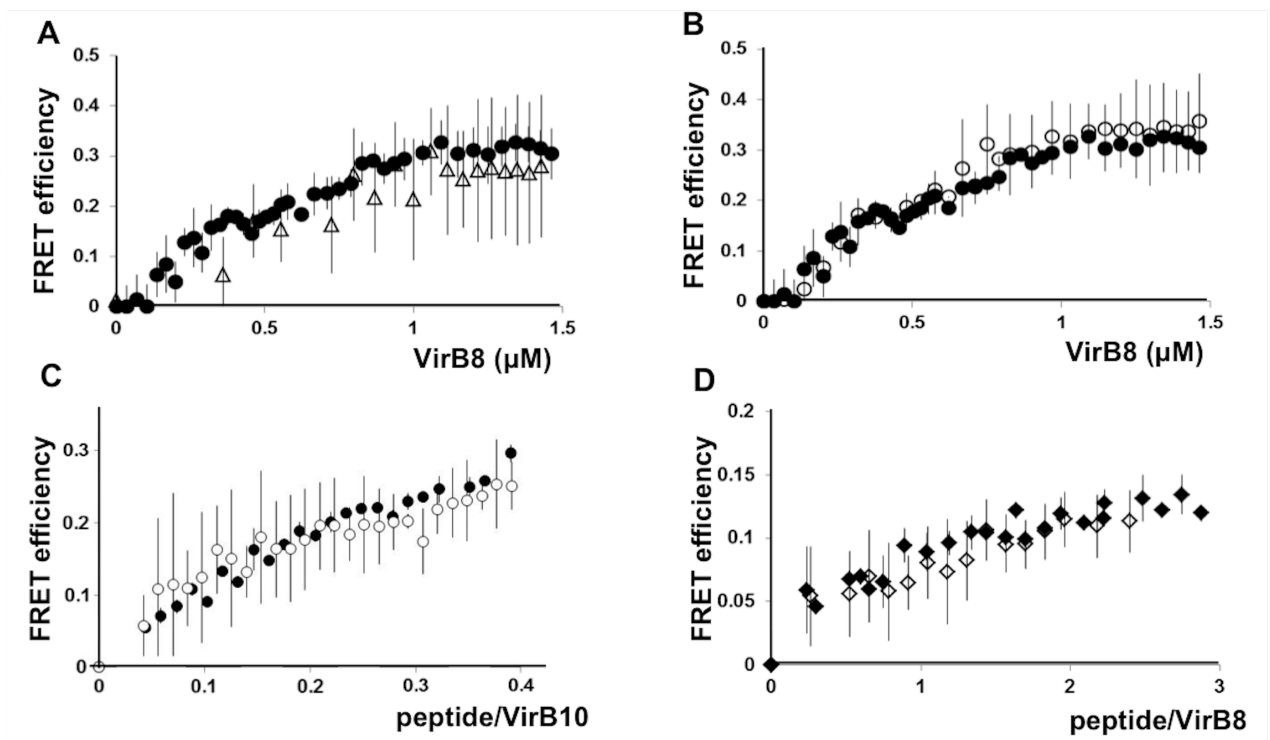 A
FRET efficiency
0.5
0.4
0.3
0.2
0.1
0
0 0.5 1 1.5
VirB8 (µM)
B
FRET efficiency
0.5
0.4
0.3
0.2
0.1
0
0 0.5 1 1.5
VirB8 (µM)
C
FRET efficiency
0.3
0.2
0.1
0
0 0.1 0.2 0.3 0.4
peptide/VirB10
D
FRET efficiency
0.2
0.15
0.1
0.05
0
0 1 2 3
peptide/VirB8